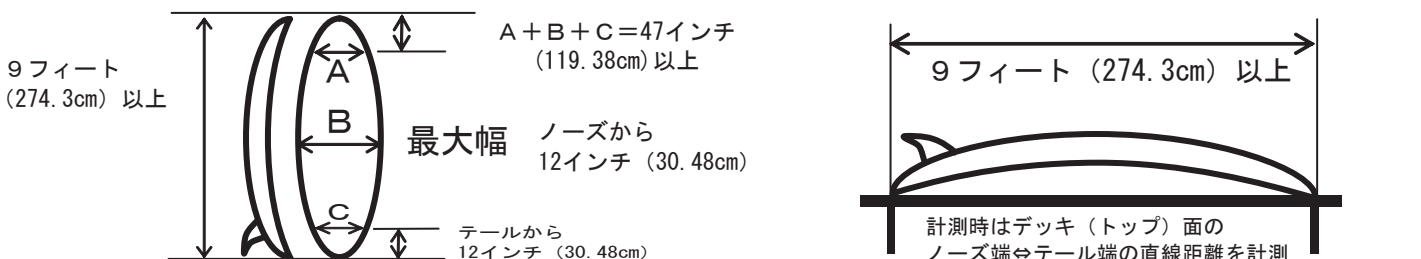 9フィート
(274.3cm) 以上
A+B+C=47インチ
(119.38cm)以上
A
B
最大幅
ノーズから
12インチ (30.48cm)
C
テールから
12インチ (30.48cm)
9フィート (274.3cm) 以上
計測時はデッキ(トップ)面の
ノーズ端⇔テール端の直線距離を計測